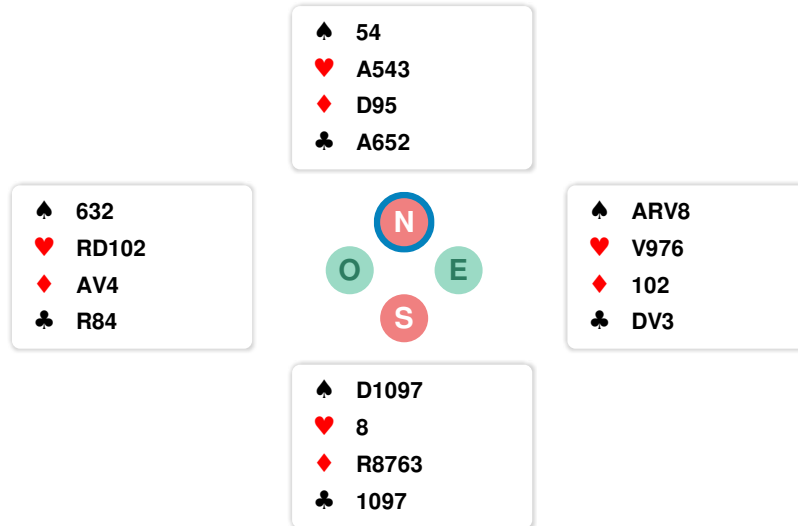 ♠ 54
♥ A543
♦ D95
♣ A652
♠ 632
♥ RD102
♦ AV4
♣ R84
N
O E
S
♠ ARV8
♥ V976
♦ 102
♣ DV3
♠ D1097
♥ 8
♦ R8763
♣ 1097